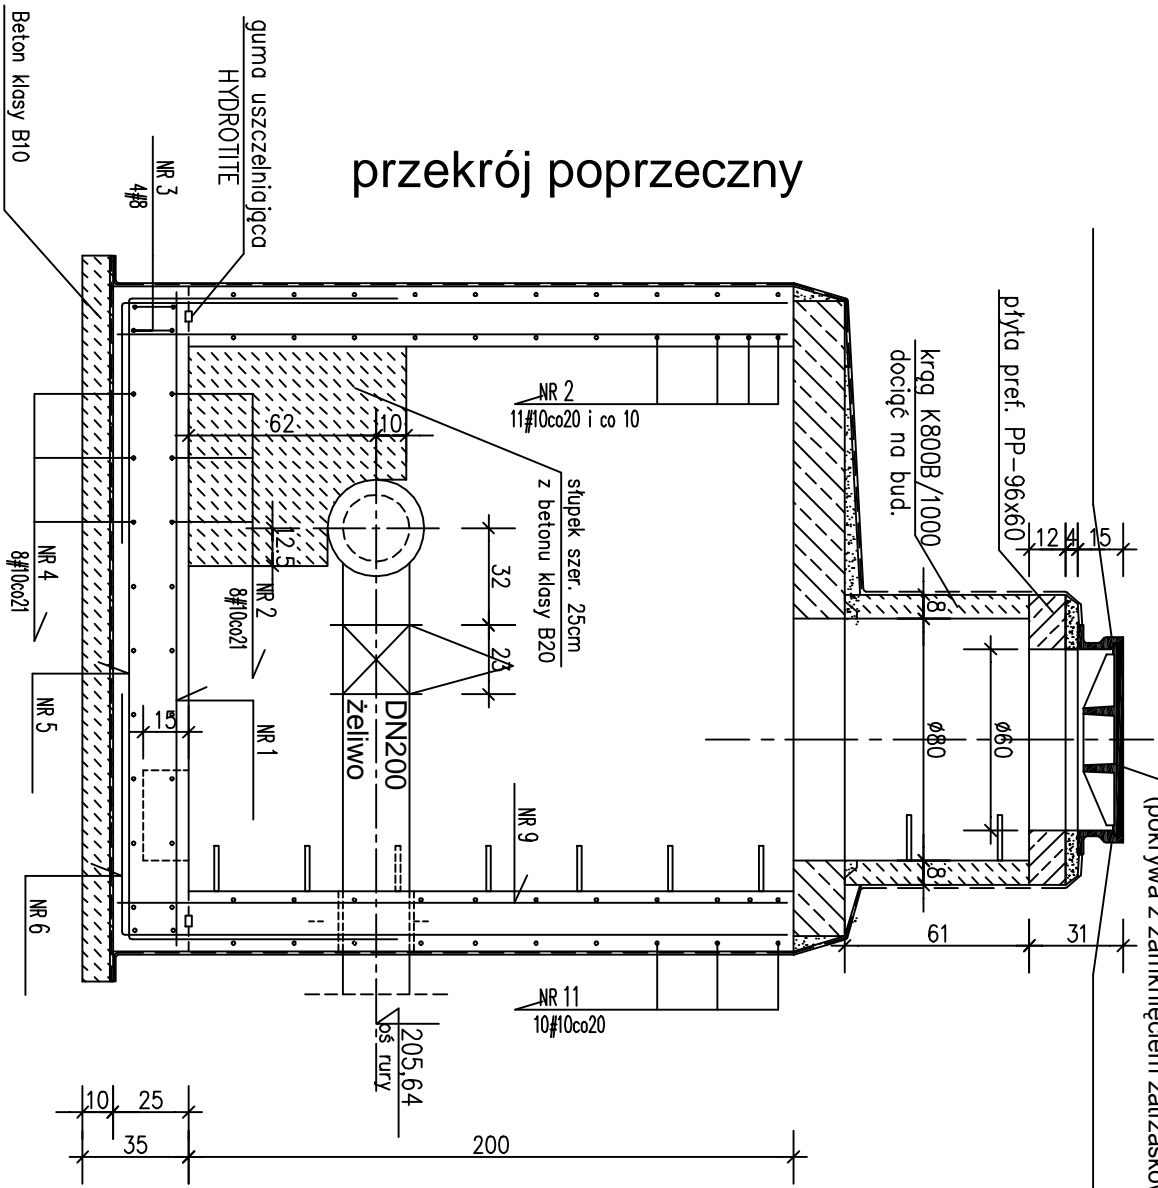 przekrój poprzeczny
Beton klasy B10
guma uszczelniająca
HYDROTITE
NR 3
4#8
płyta pref. PP-96x60
krąg K800B/1000
dociąć na bud.
NR 2
11#10co20 i co 10
słupek szer. 25cm
z betonu klasy B20
62
10
12.5
32
23
DN200
żeliwo
NR 4
8#10co21
NR 2
8#10co21
NR 5
NR 1
15
NR 6
NR 9
NR 11
10#10co20
205,64
oś rury
12
4
15
8
Ø80
Ø60
8
61
31
10
25
35
200